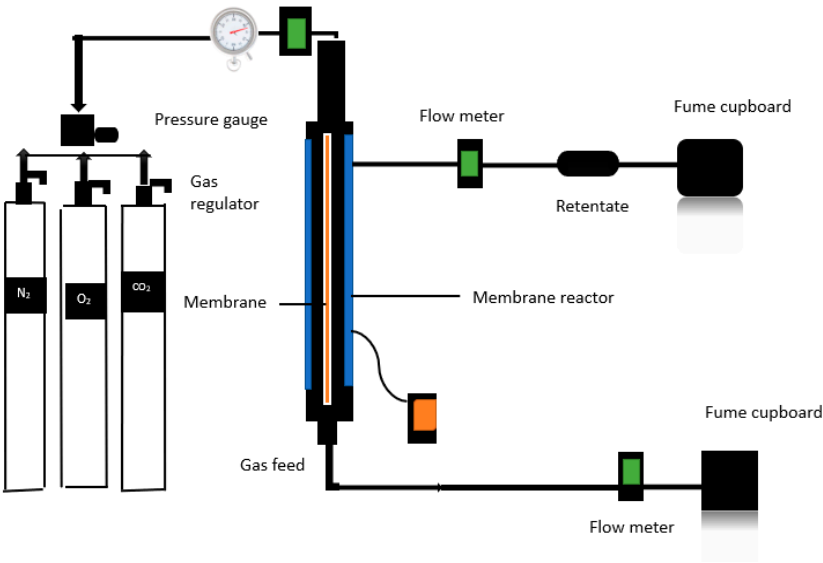 Pressure gauge
Flow meter
Fume cupboard
Gas
regulator
Retentate
N₂
O₂
CO₂
Membrane
Membrane reactor
Fume cupboard
Gas feed
Flow meter